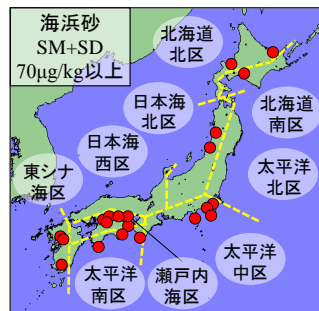 海浜砂
SM+SD
70μg/kg以上
北海道
北区
日本海
北区
北海道
南区
日本海
西区
東シナ
海区
太平洋
北区
太平洋
中区
太平洋
南区
瀬戸内
海区